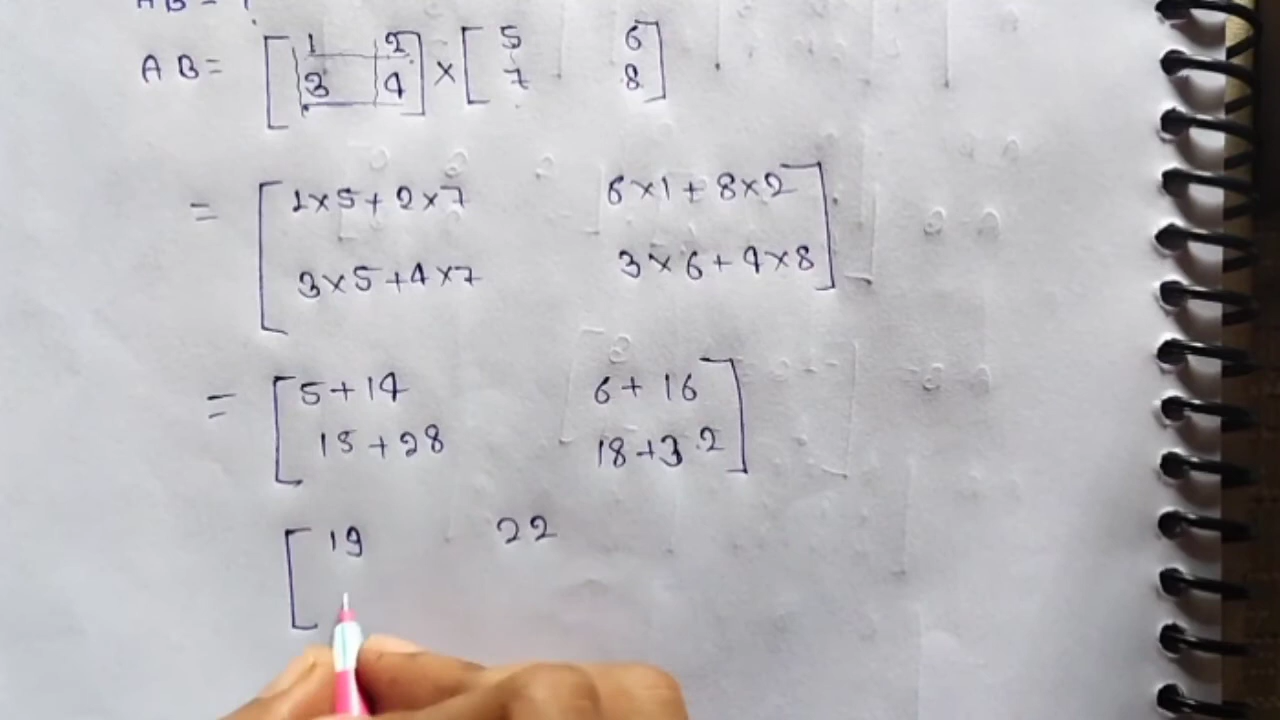 AB = ?
AB = [ 1 2 ] × [ 5 6 ]
3 4 7 8
= [ 1×5+2×7 6×1+8×2 ]
3×5+4×7 3×6+4×8
= [ 5+14 6+16 ]
15+28 18+32
[ 19 22